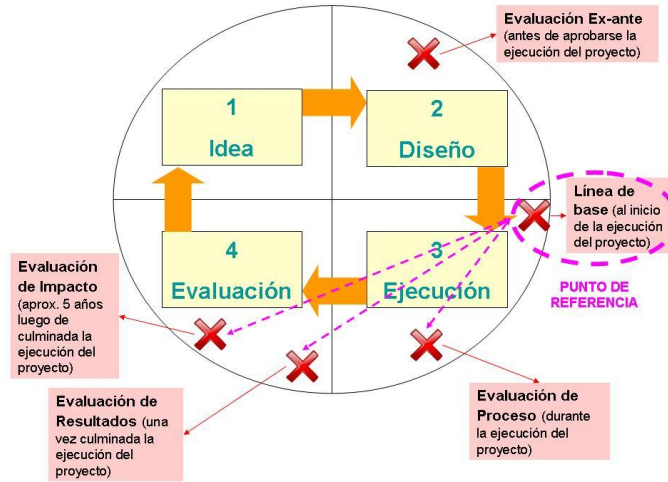 Evaluación Ex-ante
(antes de aprobarse la
ejecución del proyecto)
1
Idea
2
Diseño
Línea de
base (al inicio
de la ejecución
del proyecto)
PUNTO DE
REFERENCIA
4
Evaluación
3
Ejecución
Evaluación
de Impacto
(aprox. 5 años
luego de
culminada la
ejecución del
proyecto)
Evaluación de
Resultados (una
vez culminada la
ejecución del
proyecto)
Evaluación de
Proceso (durante
la ejecución del
proyecto)